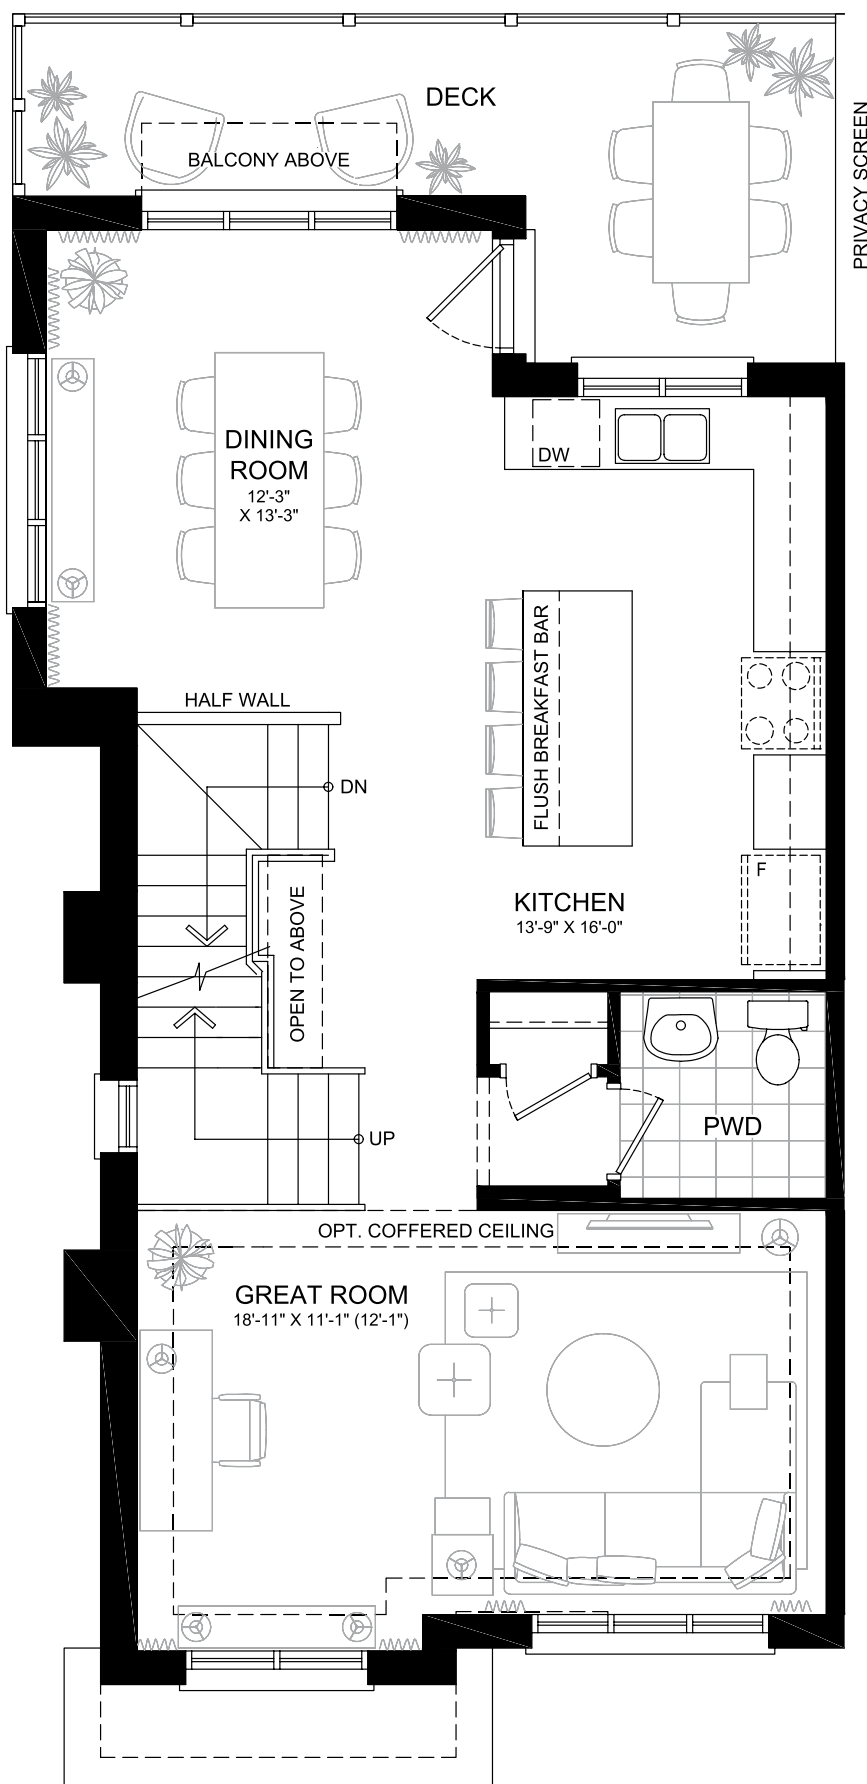 DECK
PRIVACY SCREEN
BALCONY ABOVE
DINING
ROOM
12'-3"
X 13'-3"
DW
FLUSH BREAKFAST BAR
HALF WALL
DN
F
KITCHEN
13'-9" X 16'-0"
OPEN TO ABOVE
PWD
UP
OPT. COFFERED CEILING
GREAT ROOM
18'-11" X 11'-1" (12'-1")